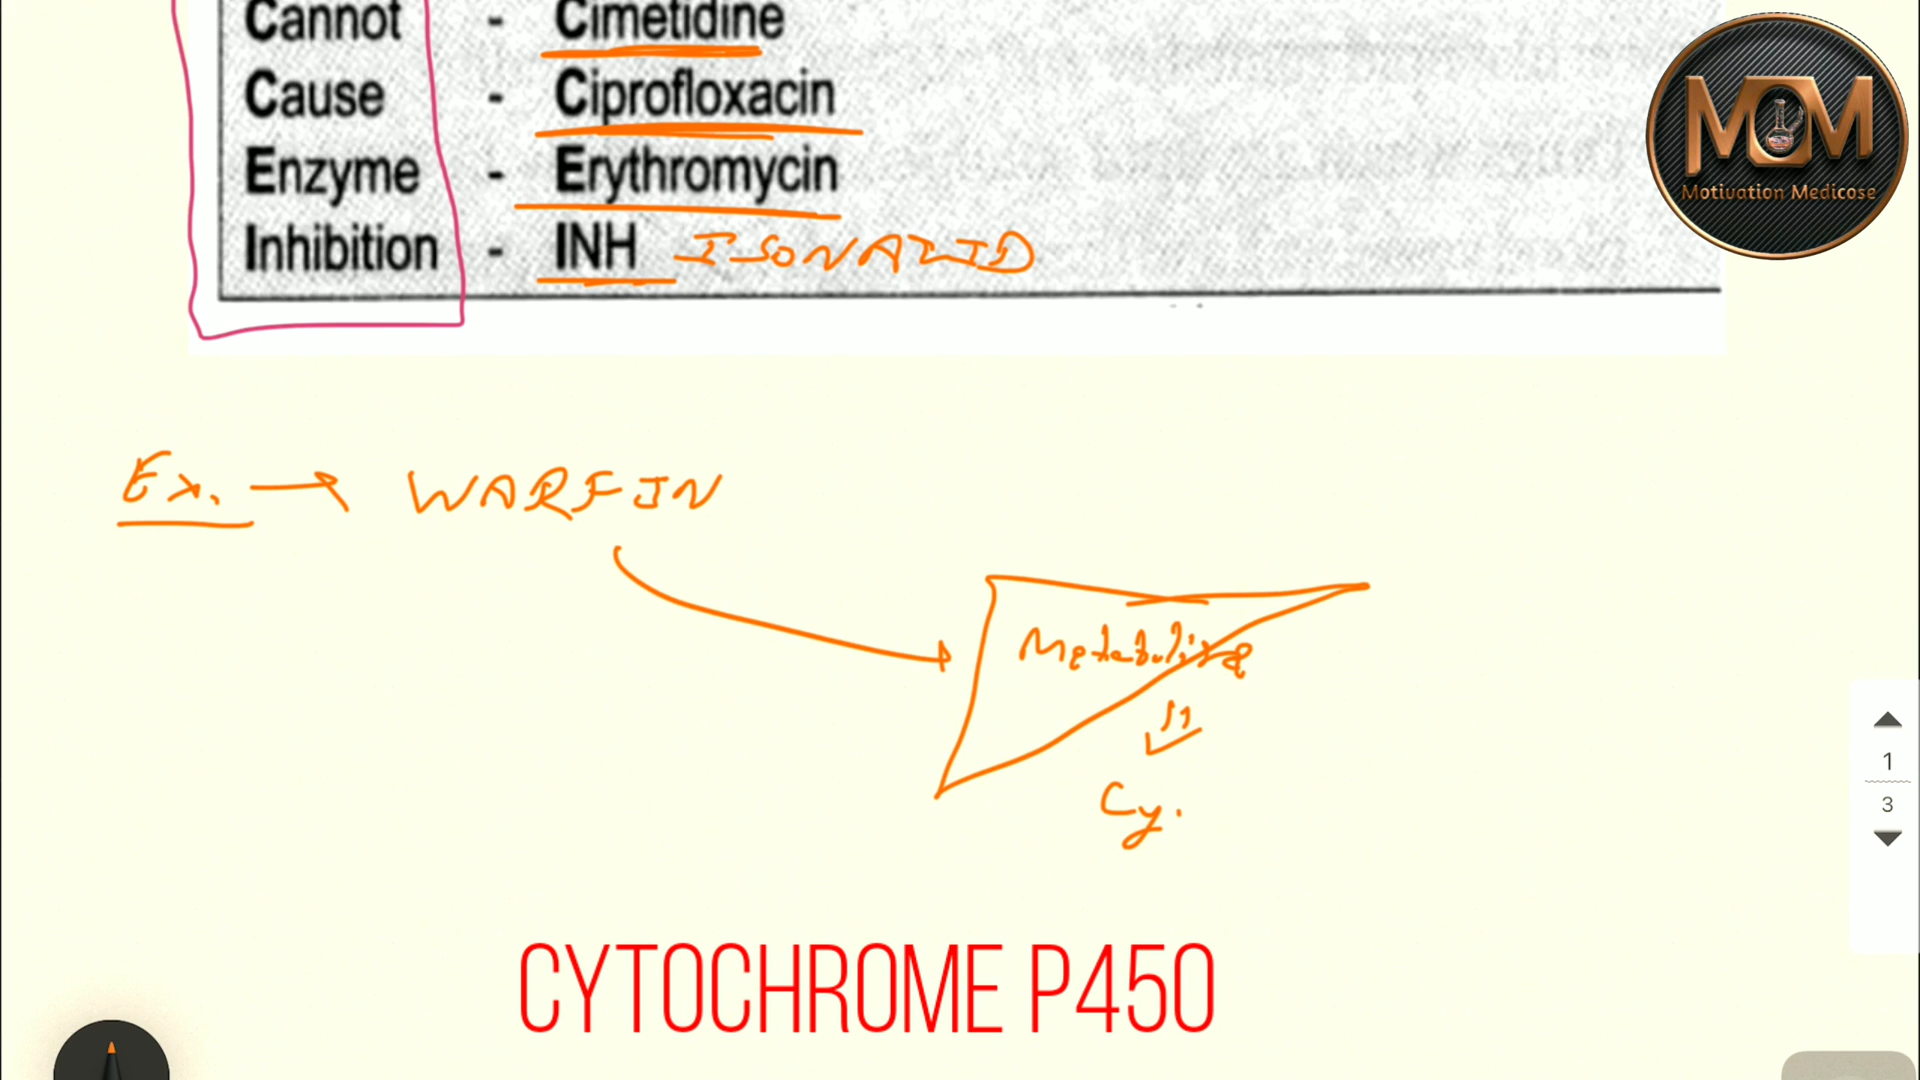 Cannot - Cimetidine
Cause - Ciprofloxacin
Enzyme - Erythromycin
Inhibition - INH ISONAZID
MOM
Motivation Medicose
Ex. → WARFIN
Metabolize
Cy.
1
3
CYTOCHROME P450